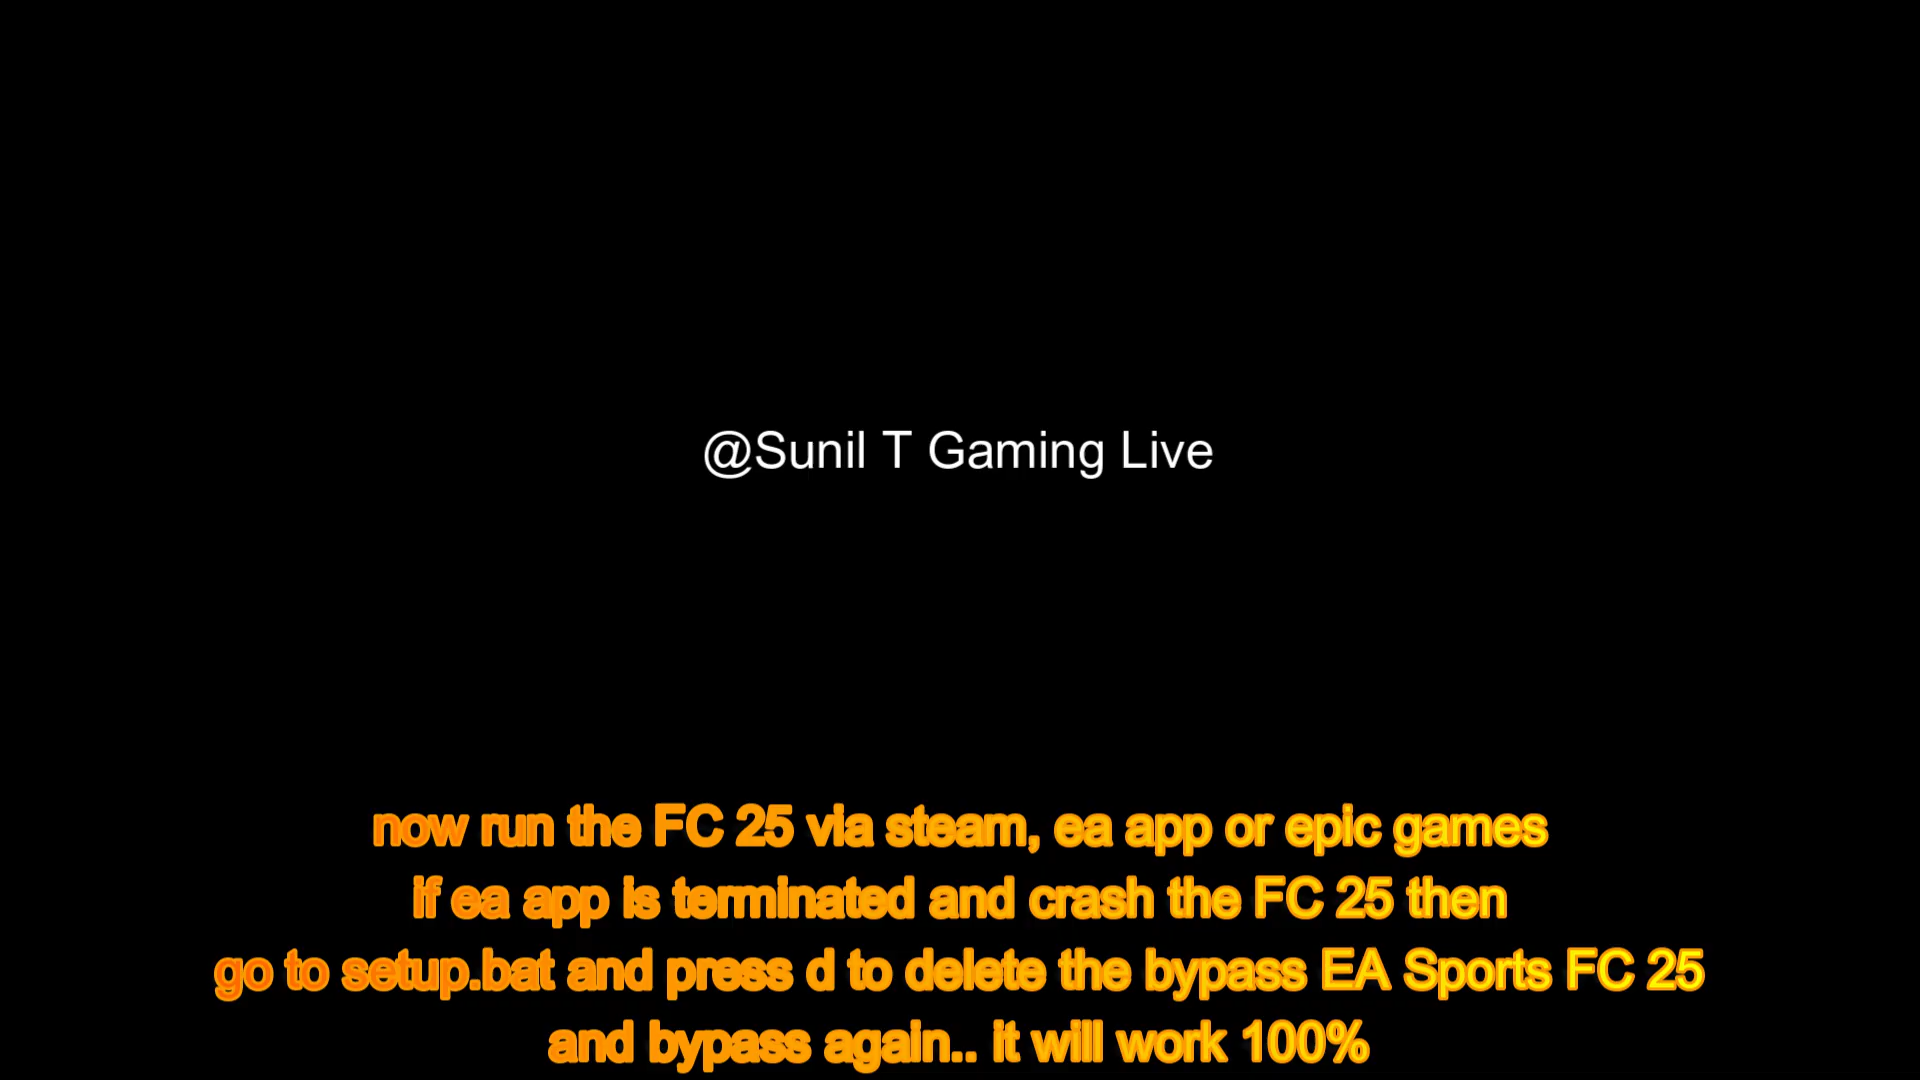 @Sunil T Gaming Live
now run the FC 25 via steam, ea app or epic games
if ea app is terminated and crash the FC 25 then
go to setup.bat and press d to delete the bypass EA Sports FC 25
and bypass again.. it will work 100%